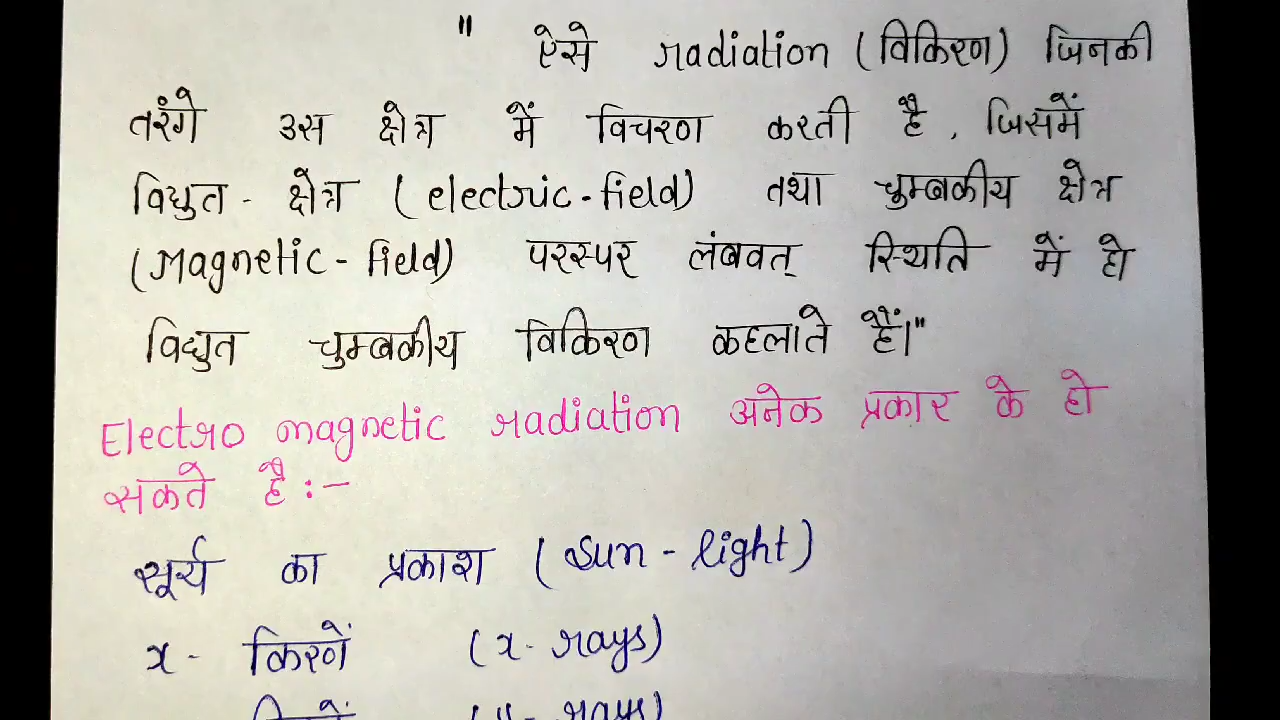 " ऐसे radiation (विकिरण) जिनकी
तरंगे उस क्षेत्र में विचरण करती है , जिसमें
विधुत - क्षेत्र ( electric - field) तथा चुम्बकीय क्षेत्र
(Magnetic - field) परस्पर लंबवत् स्थिति में हो
विधुत चुम्बकीय विकिरण कहलाते हैं।"
Electro magnetic radiation अनेक प्रकार के हो
सकते है :-
सूर्य का प्रकाश ( Sun - light)
x - किरणें (x - rays)
- rays)